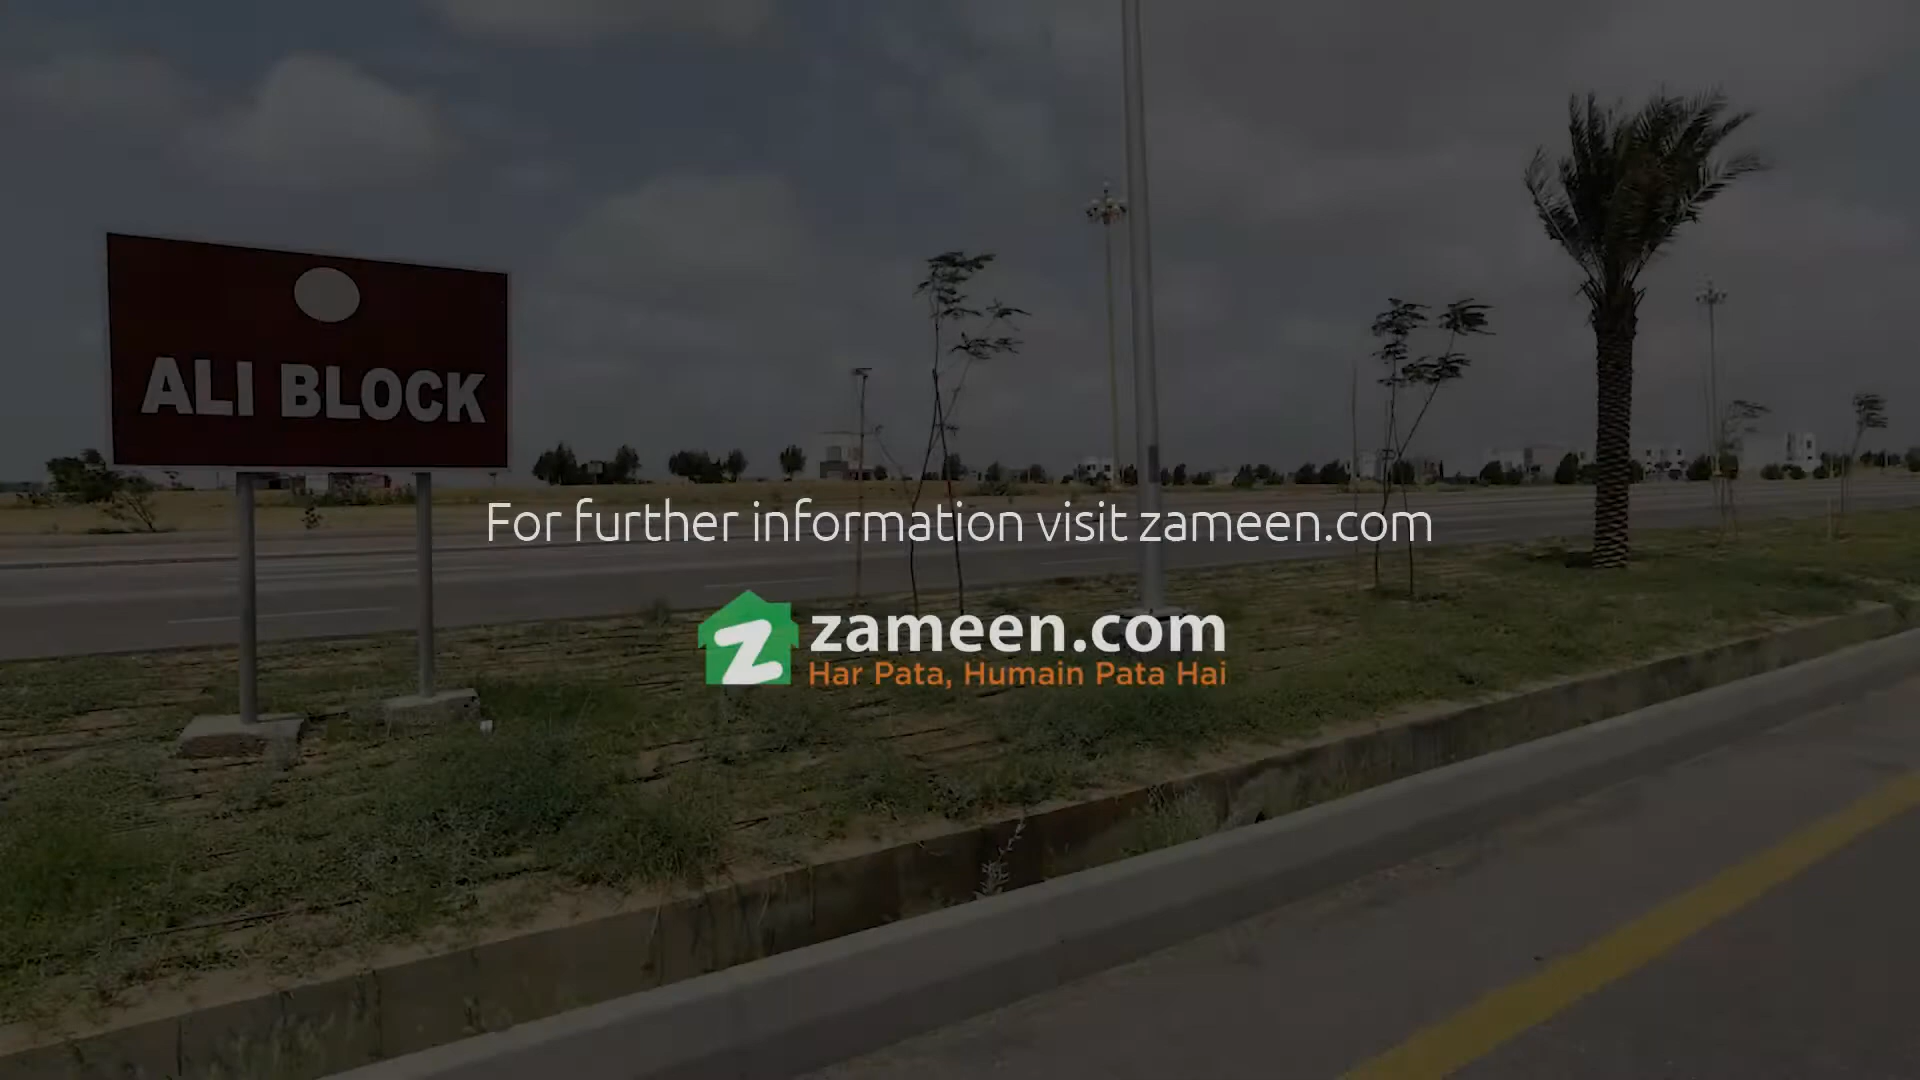 ALI BLOCK
For further information visit zameen.com
zameen.com
Har Pata, Humain Pata Hai